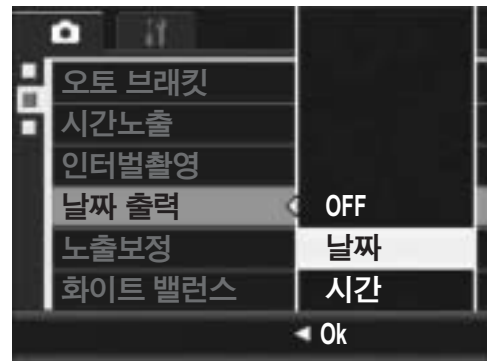 오토 브래킷
시간노출
인터벌촬영
날짜 출력
OFF
노출보정
날짜
화이트 밸런스
시간
Ok